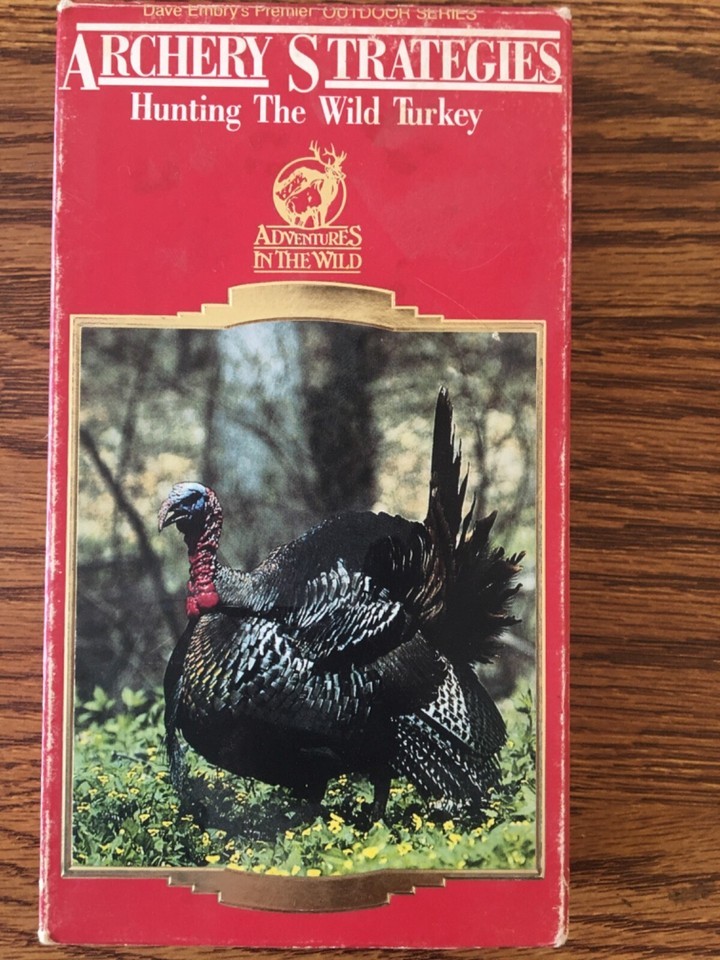 Dave Embry's Premier "OUTDOOR SERIES"
ARCHERY STRATEGIES
Hunting The Wild Turkey
ADVENTURES
IN THE WILD